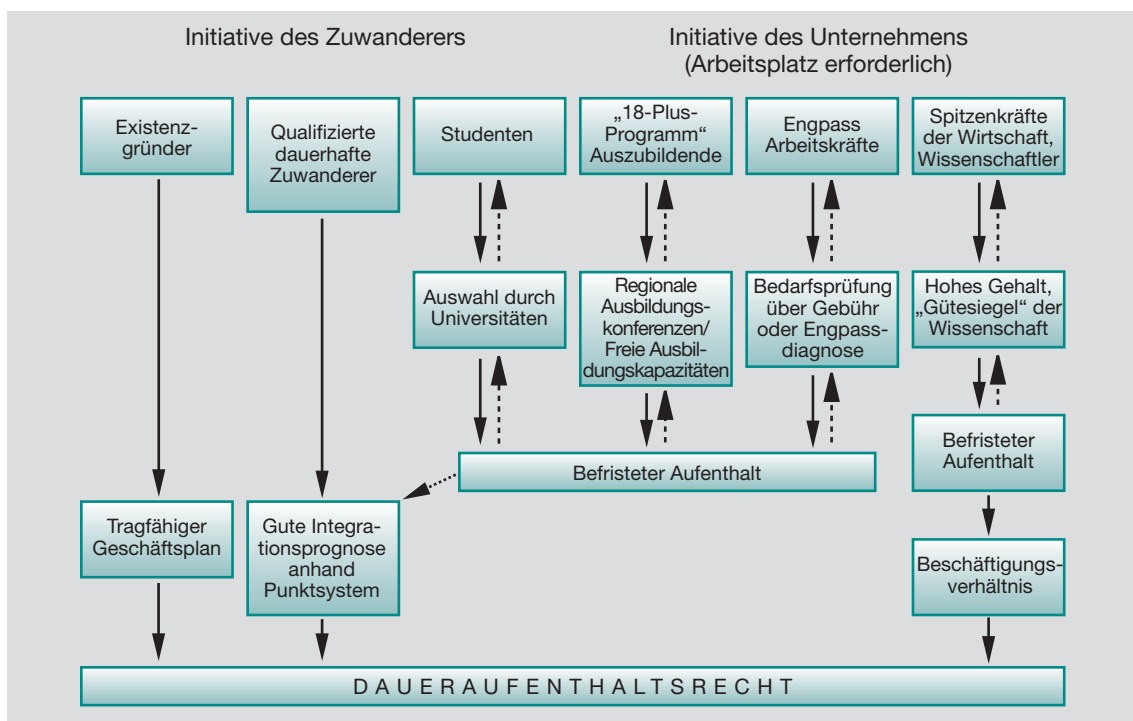 Initiative des Zuwanderers
Initiative des Unternehmens
(Arbeitsplatz erforderlich)
Existenz-
gründer
Qualifizierte
dauerhafte
Zuwanderer
Studenten
„18-Plus-
Programm“
Auszubildende
Engpass
Arbeitskräfte
Spitzenkräfte
der Wirtschaft,
Wissenschaftler
Auswahl durch
Universitäten
Regionale
Ausbildungs-
konferenzen/
Freie Ausbil-
dungskapazitäten
Bedarfsprüfung
über Gebühr
oder Engpass-
diagnose
Hohes Gehalt,
„Gütesiegel“ der
Wissenschaft
Befristeter Aufenthalt
Befristeter
Aufenthalt
Tragfähiger
Geschäftsplan
Gute Integra-
tionsprognose
anhand
Punktsystem
Beschäftigungs-
verhältnis
DAUERAUFENTHALTSRECHT